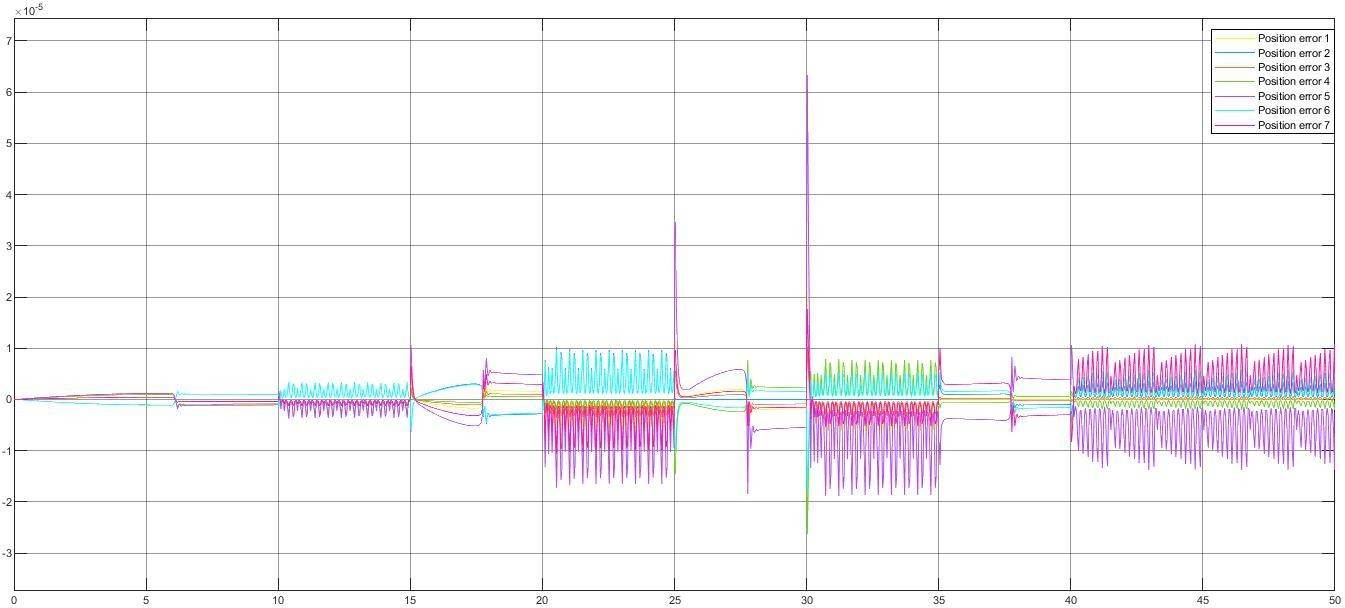 ×10⁻⁵
7
6
5
4
3
2
1
0
-1
-2
-3
0 5 10 15 20 25 30 35 40 45 50
Position error 1
Position error 2
Position error 3
Position error 4
Position error 5
Position error 6
Position error 7